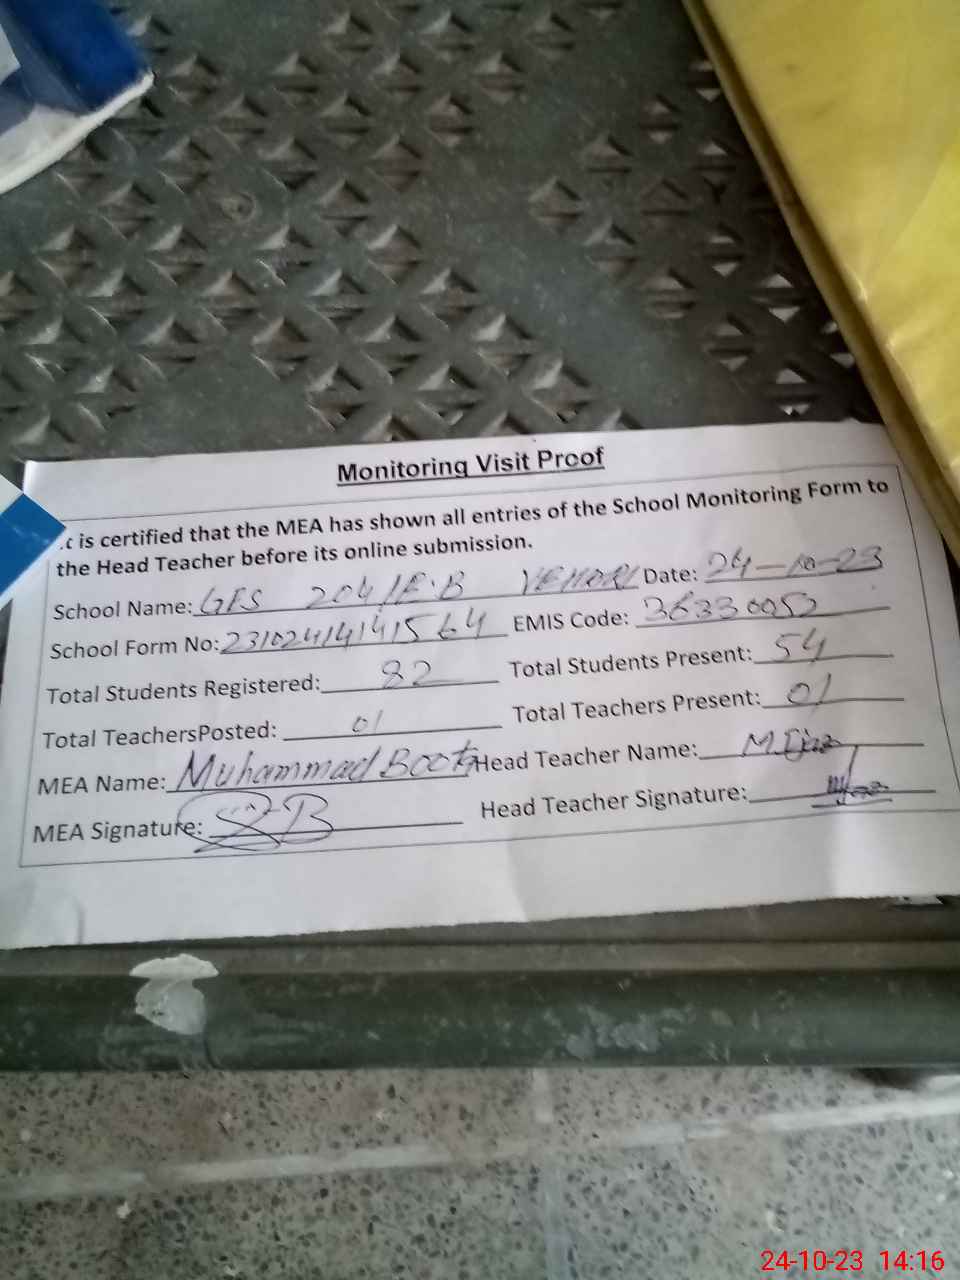 Monitoring Visit Proof
.t is certified that the MEA has shown all entries of the School Monitoring Form to
the Head Teacher before its online submission.
School Name: GES 204/E.B VEHARI Date: 24-10-23
School Form No: 23102414141564 EMIS Code: 36330052
Total Students Registered: 82 Total Students Present: 54
Total TeachersPosted: 01 Total Teachers Present: 01
MEA Name: Muhammad Boota Head Teacher Name: M.Ijaz
MEA Signature: Head Teacher Signature:
24-10-23 14:16